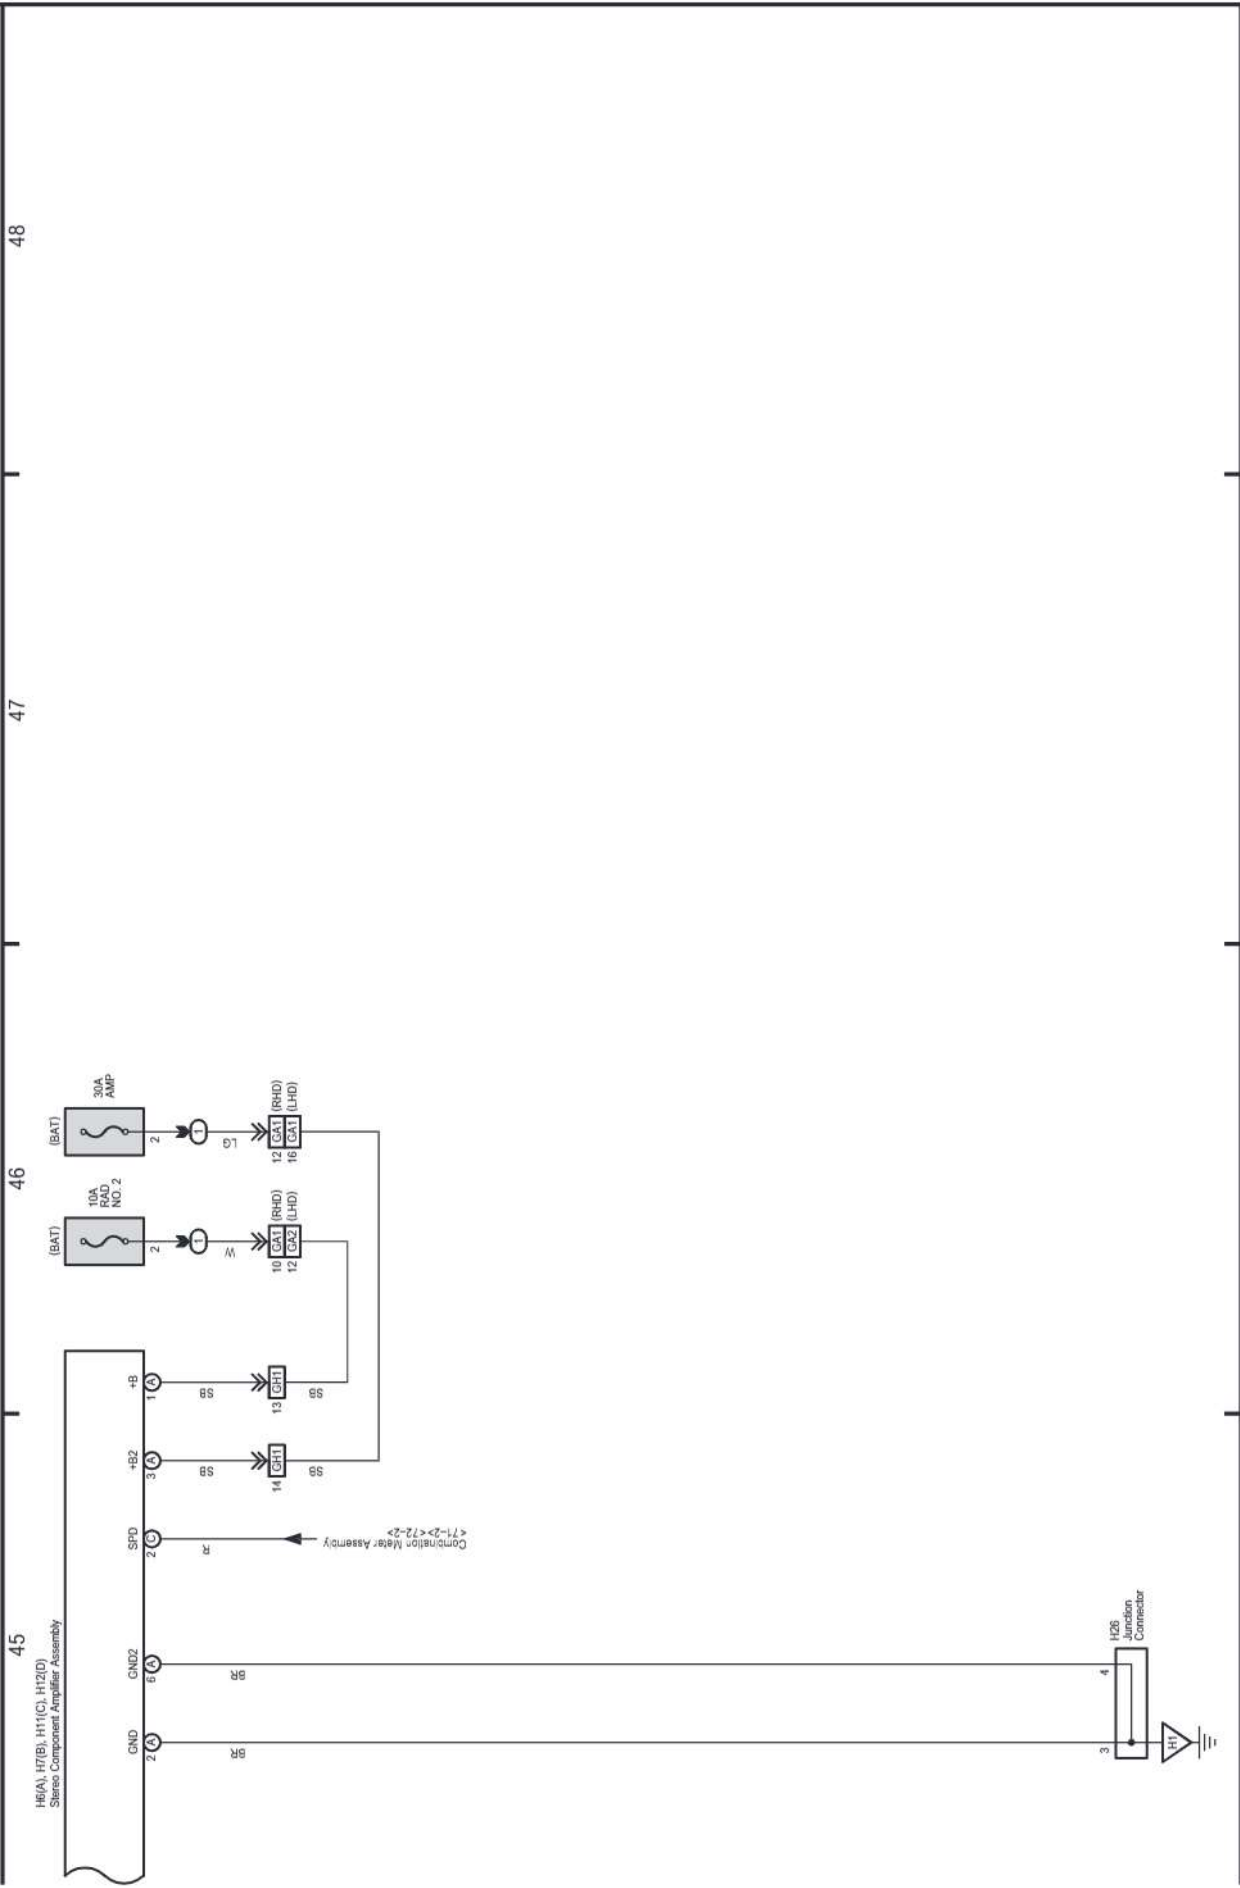 45
46
47
48
H6(A), H7(B), H11(C), H12(D)
Stereo Component Amplifier Assembly
GND
2
A
BR
GND2
6
A
BR
SPD
2
C
R
Combination Meter Assembly
<71-2><72-2>
+B2
3
A
SB
14
GH1
SB
+B
1
A
SB
13
GH1
SB
(BAT)
10A
RAD
NO. 2
2
1
W
10 GA1 (RHD)
12 GA2 (LHD)
(BAT)
30A
AMP
2
1
LG
12 GA1 (RHD)
16 GA1 (LHD)
H26
Junction
Connector
3
4
H1